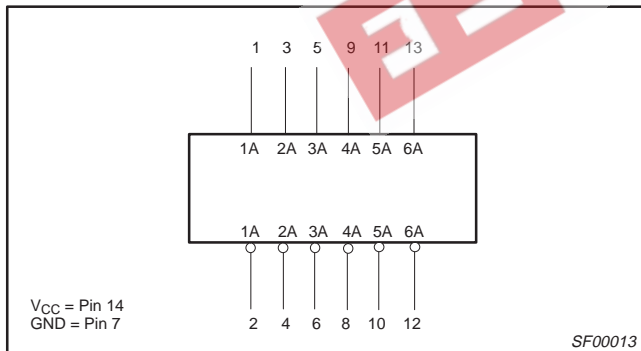 1 3 5 9 11 13
1A 2A 3A 4A 5A 6A
1A 2A 3A 4A 5A 6A
2 4 6 8 10 12
VCC = Pin 14
GND = Pin 7
SF00013